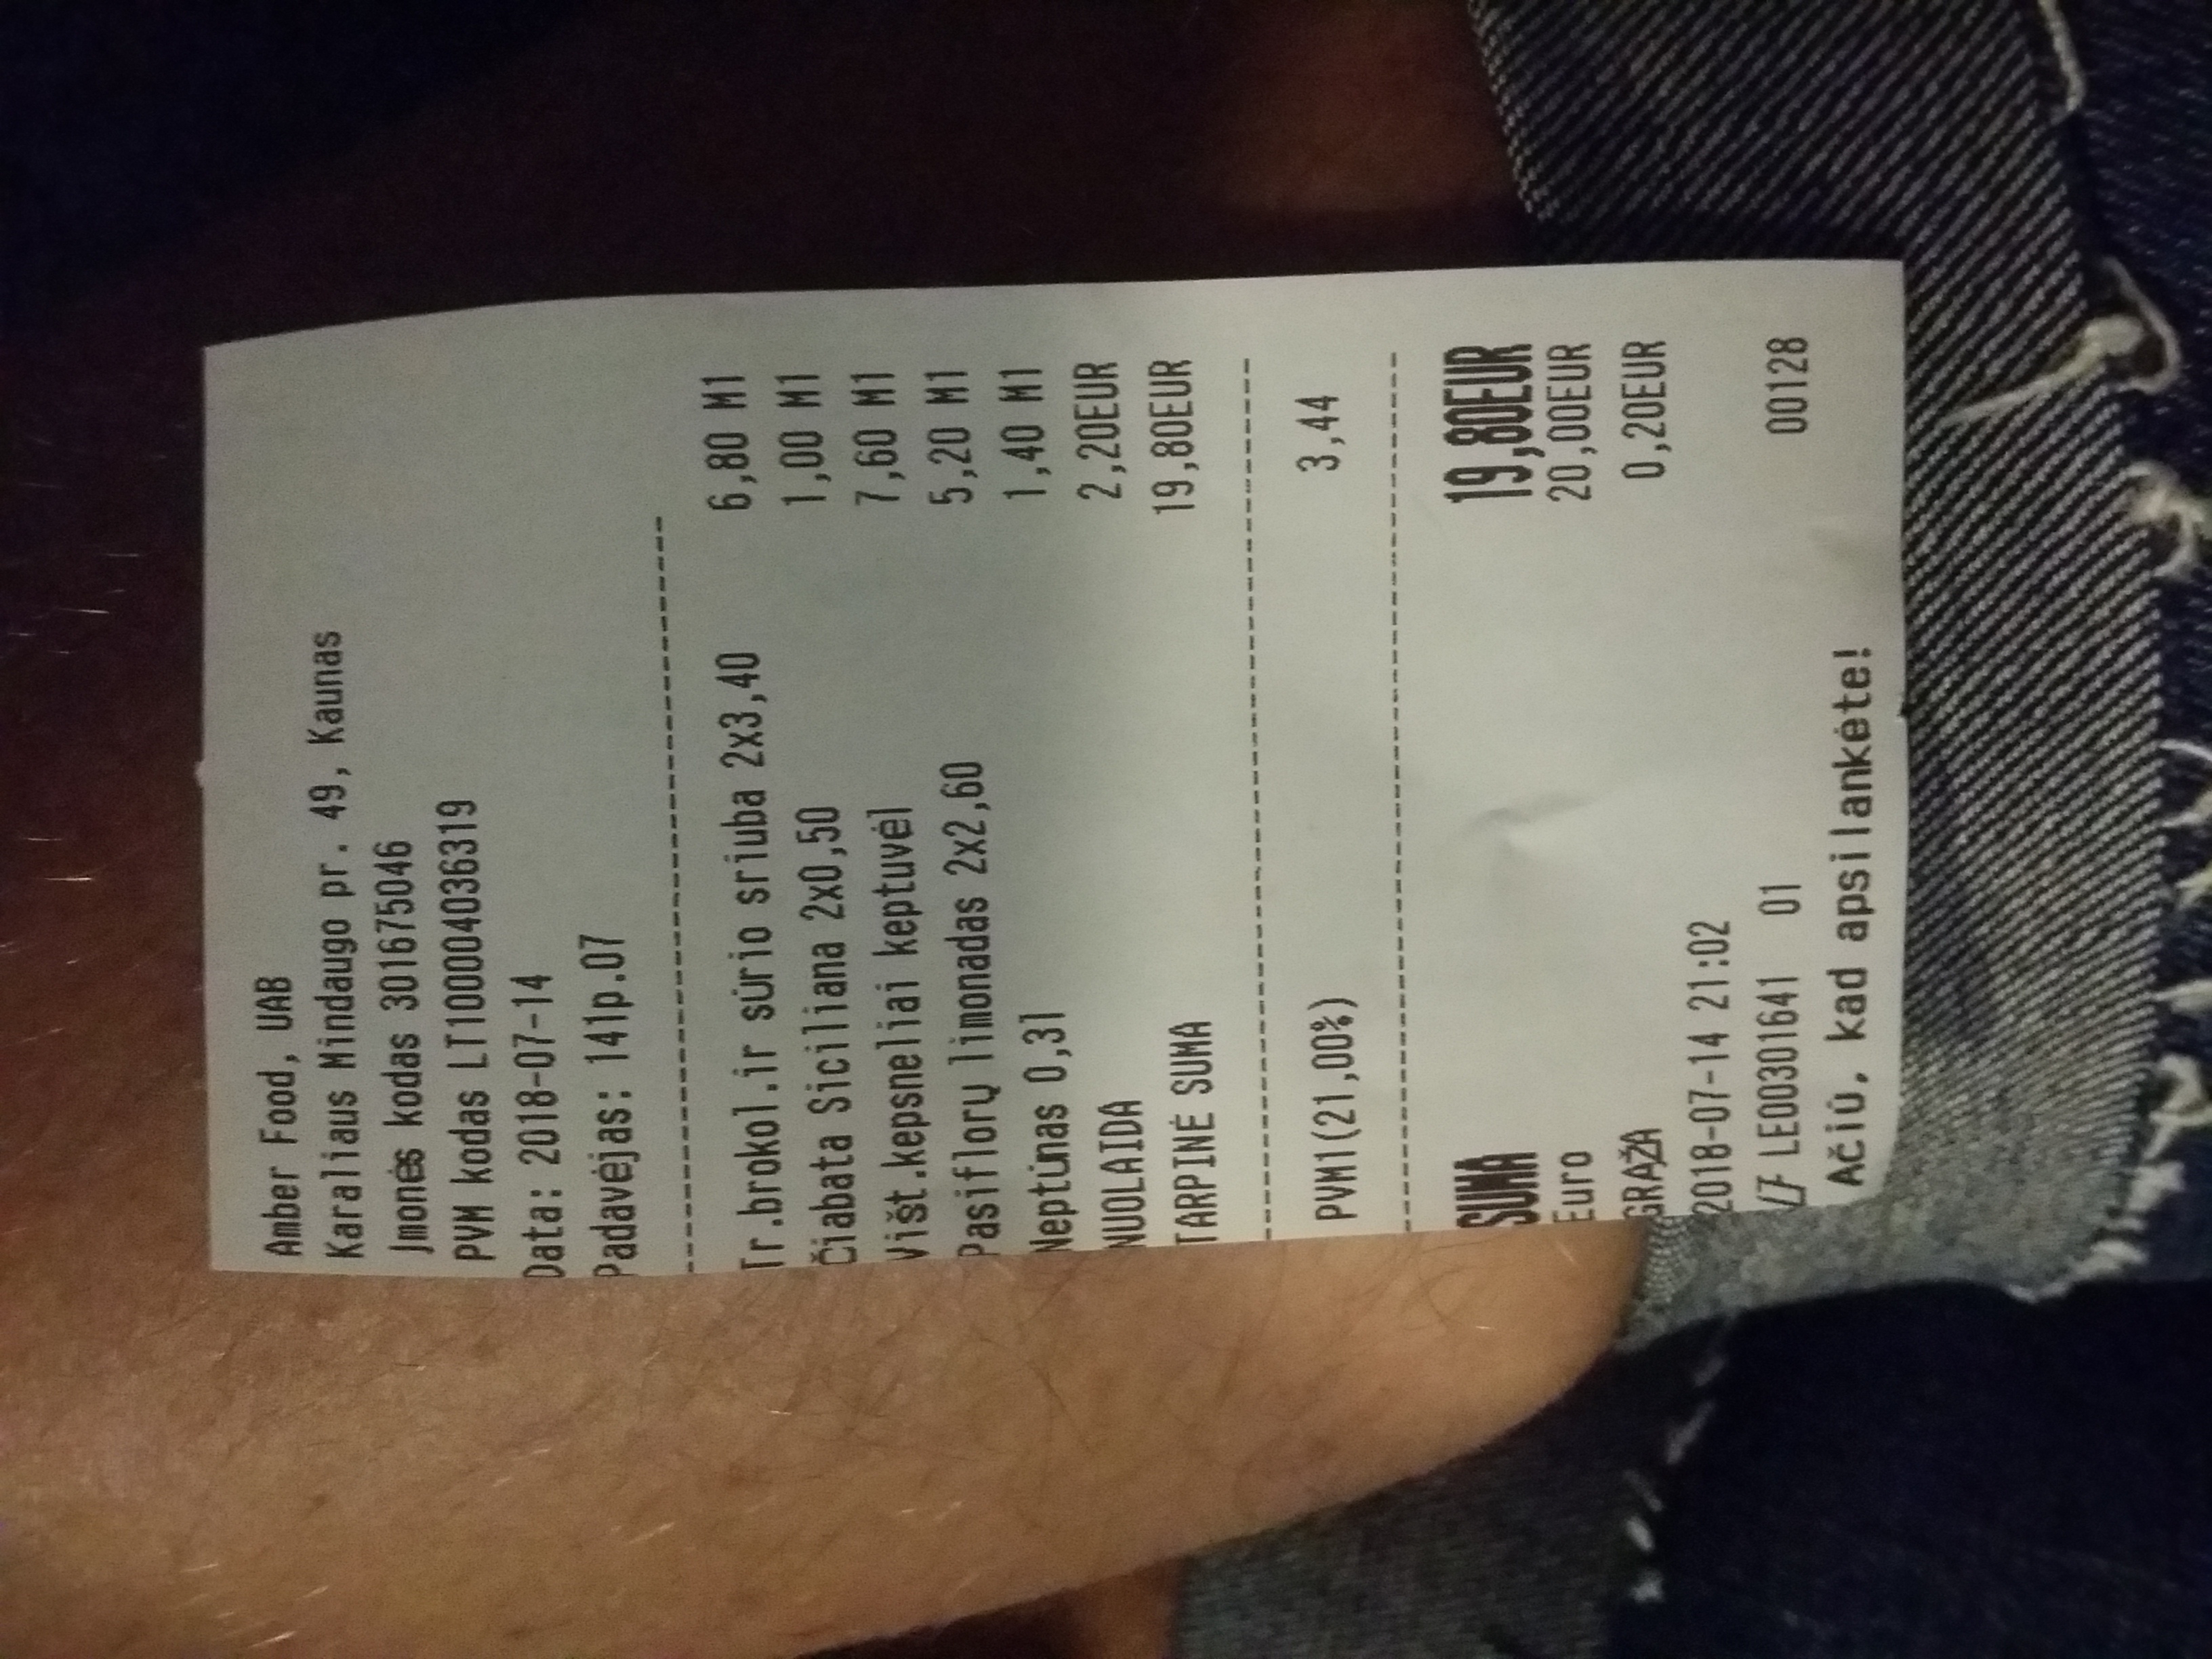 Amber Food, UAB
Karaliaus Mindaugo pr. 49, Kaunas
Įmonės kodas 301675046
PVM kodas LT100004036319
Data: 2018-07-14
Padavėjas: 141p.07
Tr.brokol.ir sūrio sriuba 2x3,40 6,80 M1
Čiabata Siciliana 2x0,50 1,00 M1
Višt.kepsneliai keptuvėl 7,60 M1
Pasiflorų limonadas 2x2,60 5,20 M1
Neptūnas 0,3l 1,40 M1
NUOLAIDA 2,20EUR
TARPINĖ SUMA 19,80EUR
PVM1(21,00%) 3,44
SUMA 19,80EUR
Euro 20,00EUR
GRĄŽA 0,20EUR
2018-07-14 21:02
LE00301641 01 00128
Ačiū, kad apsilankėte!